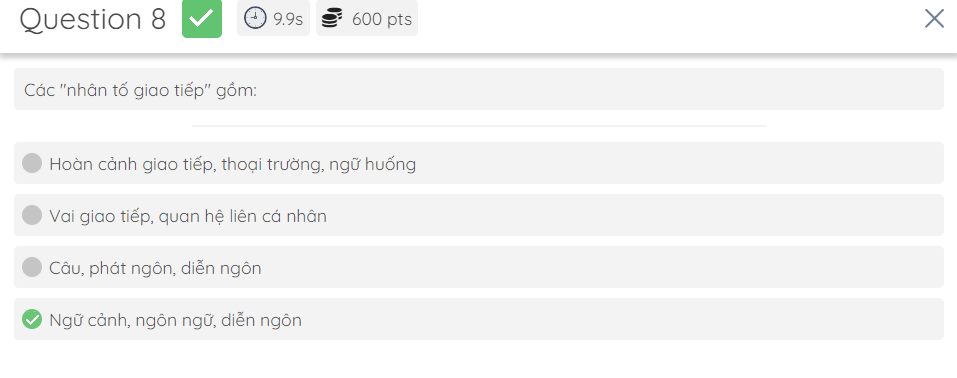 Question 8 9.9s 600 pts
Các "nhân tố giao tiếp" gồm:
Hoàn cảnh giao tiếp, thoại trường, ngữ huống
Vai giao tiếp, quan hệ liên cá nhân
Câu, phát ngôn, diễn ngôn
Ngữ cảnh, ngôn ngữ, diễn ngôn